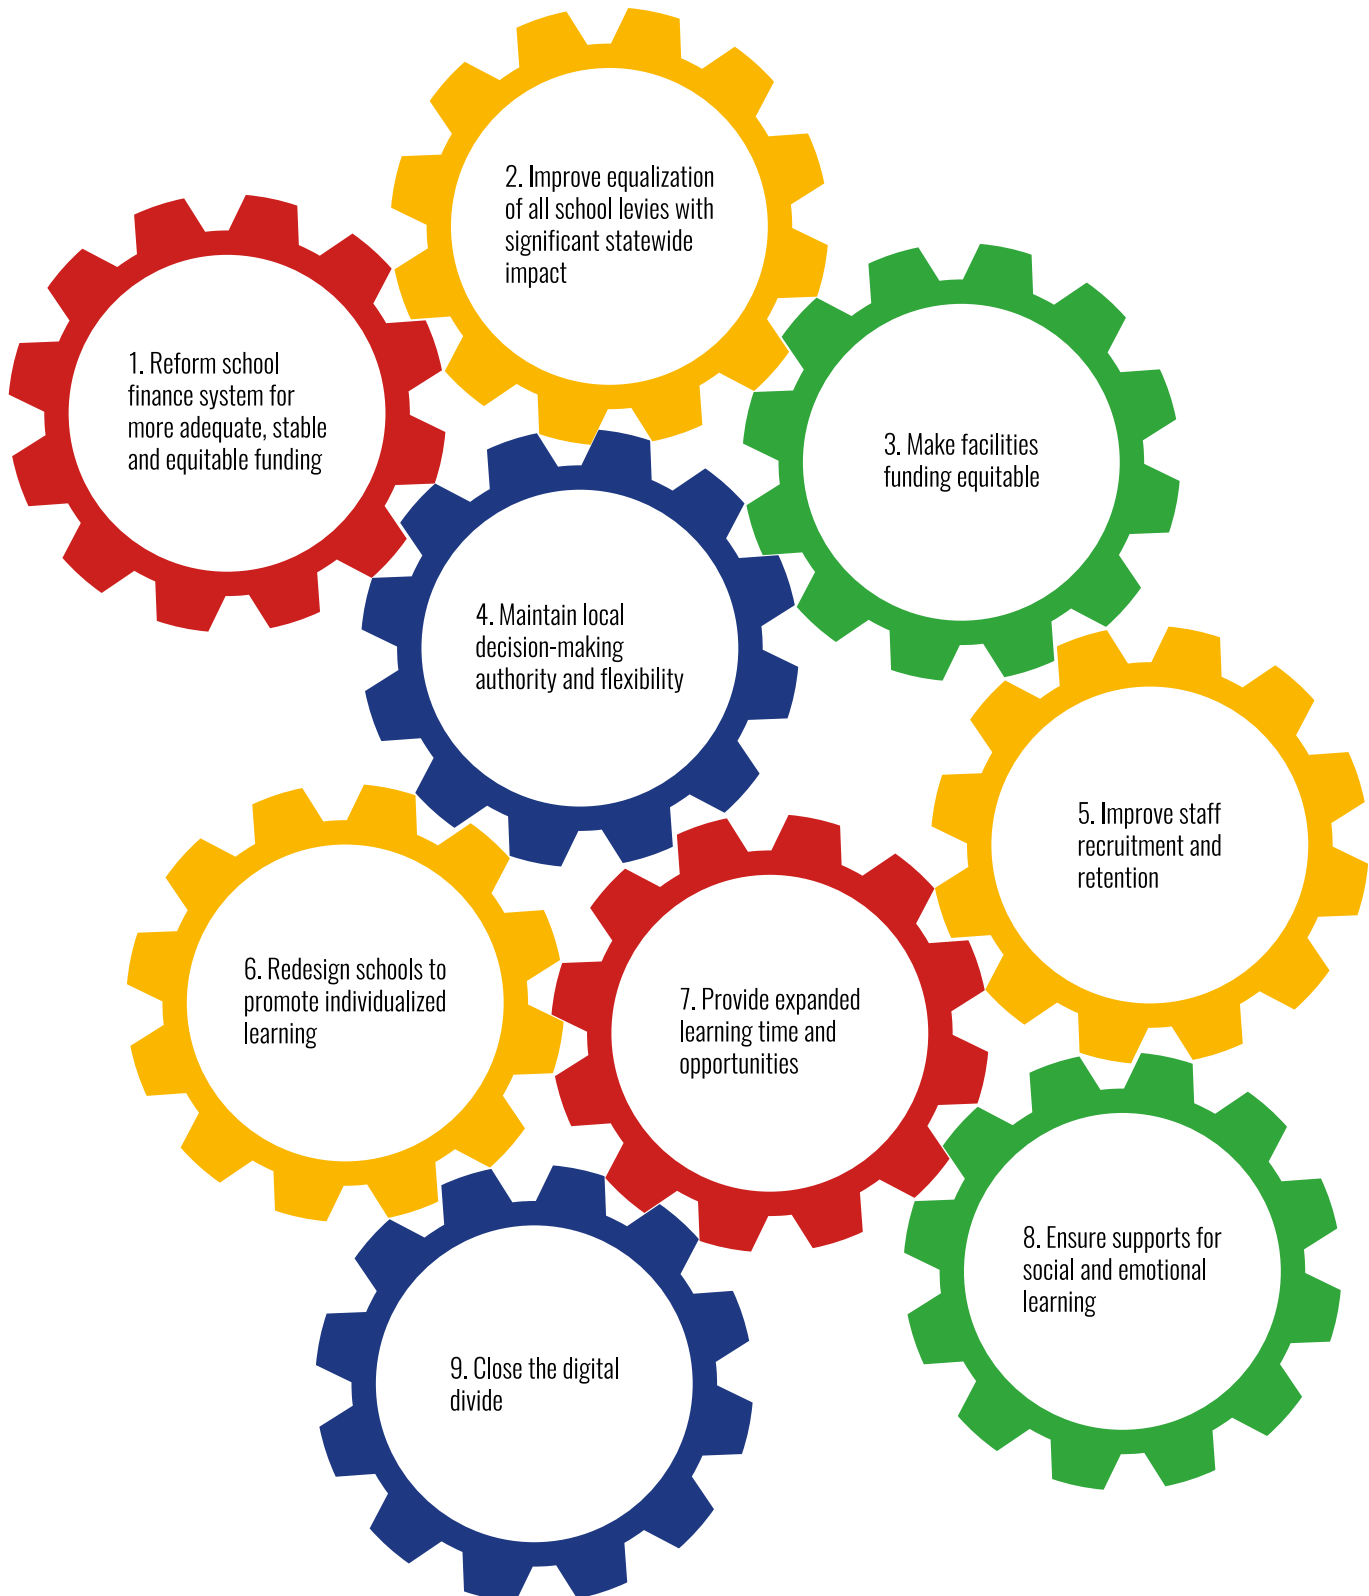 1. Reform school
finance system for
more adequate, stable
and equitable funding
2. Improve equalization
of all school levies with
significant statewide
impact
3. Make facilities
funding equitable
4. Maintain local
decision-making
authority and flexibility
5. Improve staff
recruitment and
retention
6. Redesign schools to
promote individualized
learning
7. Provide expanded
learning time and
opportunities
8. Ensure supports for
social and emotional
learning
9. Close the digital
divide